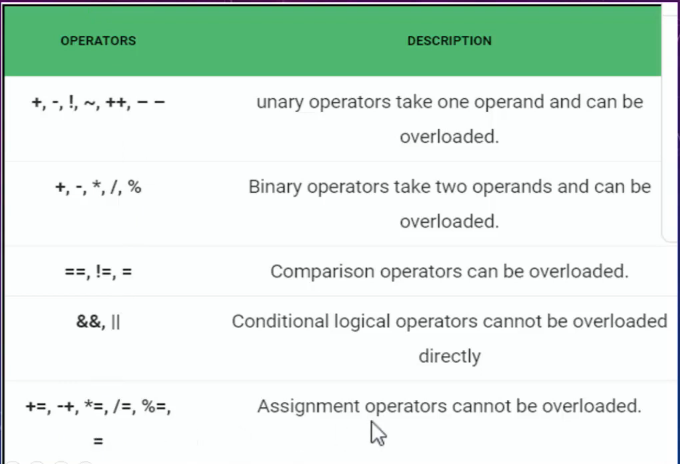 OPERATORS DESCRIPTION
+, -, !, ~, ++, – – unary operators take one operand and can be
overloaded.
+, -, *, /, % Binary operators take two operands and can be
overloaded.
==, !=, = Comparison operators can be overloaded.
&&, || Conditional logical operators cannot be overloaded
directly
+=, -+, *=, /=, %=, Assignment operators cannot be overloaded.
=